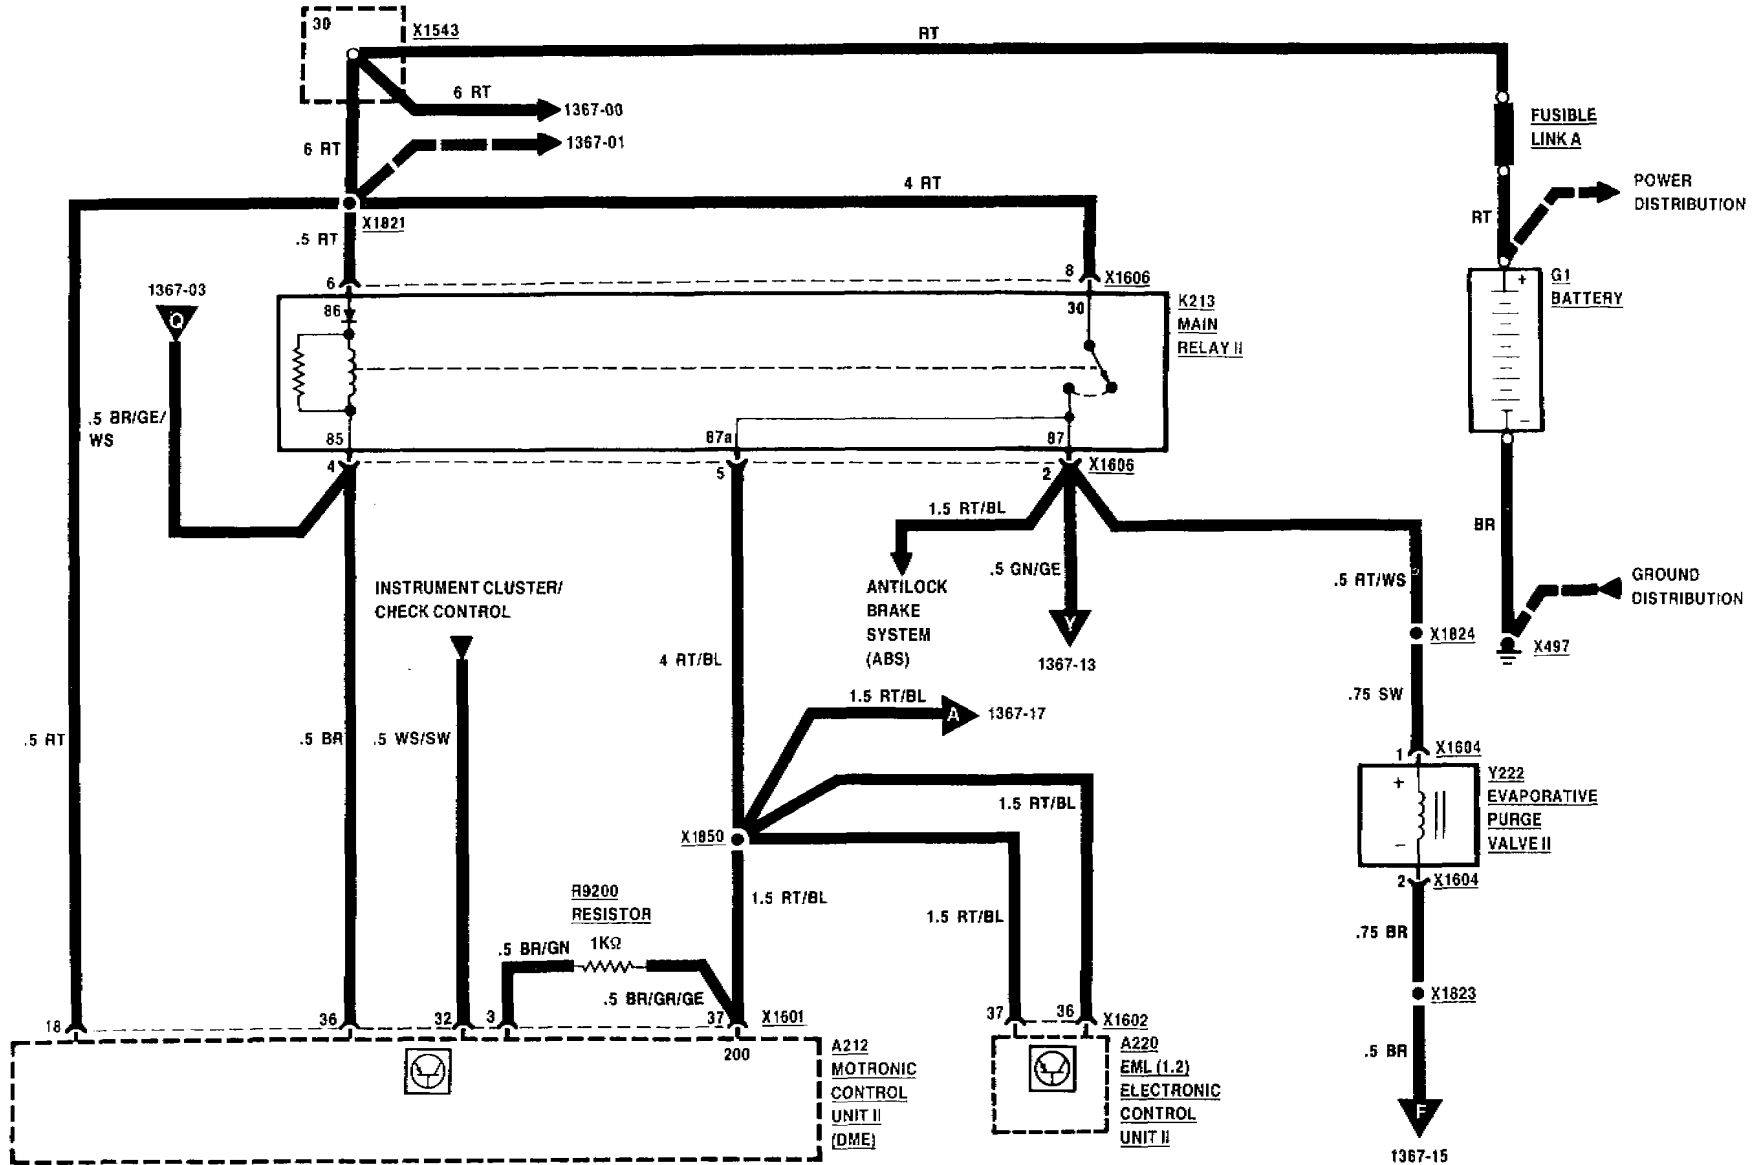 30
X1543
RT
6 RT
1367-00
1367-01
6 RT
FUSIBLE
LINK A
POWER
DISTRIBUTION
RT
4 RT
X1821
.5 RT
6
8
X1606
1367-03
Q
86
30
K213
MAIN
RELAY II
G1
BATTERY
+
-
.5 BR/GE/
WS
85
87a
87
4
5
2
X1606
1.5 RT/BL
BR
.5 GN/GE
.5 RT/WS
INSTRUMENT CLUSTER/
CHECK CONTROL
ANTILOCK
BRAKE
SYSTEM
(ABS)
Y
1367-13
GROUND
DISTRIBUTION
X497
X1824
4 RT/BL
.75 SW
1.5 RT/BL
A
1367-17
.5 RT
.5 BR
.5 WS/SW
1
X1604
Y222
EVAPORATIVE
PURGE
VALVE II
+
-
1.5 RT/BL
X1850
2
X1604
R9200
RESISTOR
1KΩ
1.5 RT/BL
1.5 RT/BL
.75 BR
.5 BR/GN
.5 BR/GR/GE
X1823
18
36
32
3
37
X1601
37
36
X1602
200
A212
MOTRONIC
CONTROL
UNIT II
(DME)
A220
EML (1.2)
ELECTRONIC
CONTROL
UNIT II
.5 BR
F
1367-15